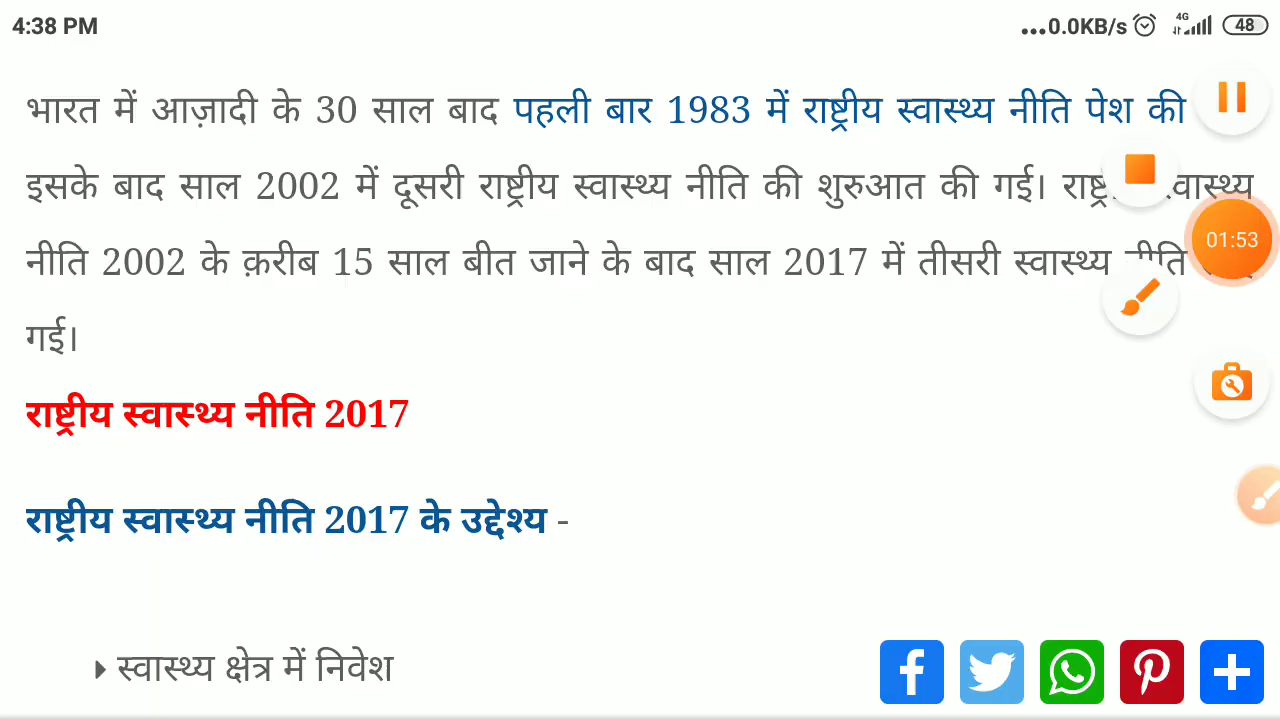 4:38 PM
...0.0KB/s 4G 48
भारत में आज़ादी के 30 साल बाद पहली बार 1983 में राष्ट्रीय स्वास्थ्य नीति पेश की
इसके बाद साल 2002 में दूसरी राष्ट्रीय स्वास्थ्य नीति की शुरुआत की गई।
नीति 2002 के क़रीब 15 साल बीत जाने के बाद साल 2017 में तीसरी स्वास्थ्य
गई।
01:53
राष्ट्रीय स्वास्थ्य नीति 2017
राष्ट्रीय स्वास्थ्य नीति 2017 के उद्देश्य -
स्वास्थ्य क्षेत्र में निवेश